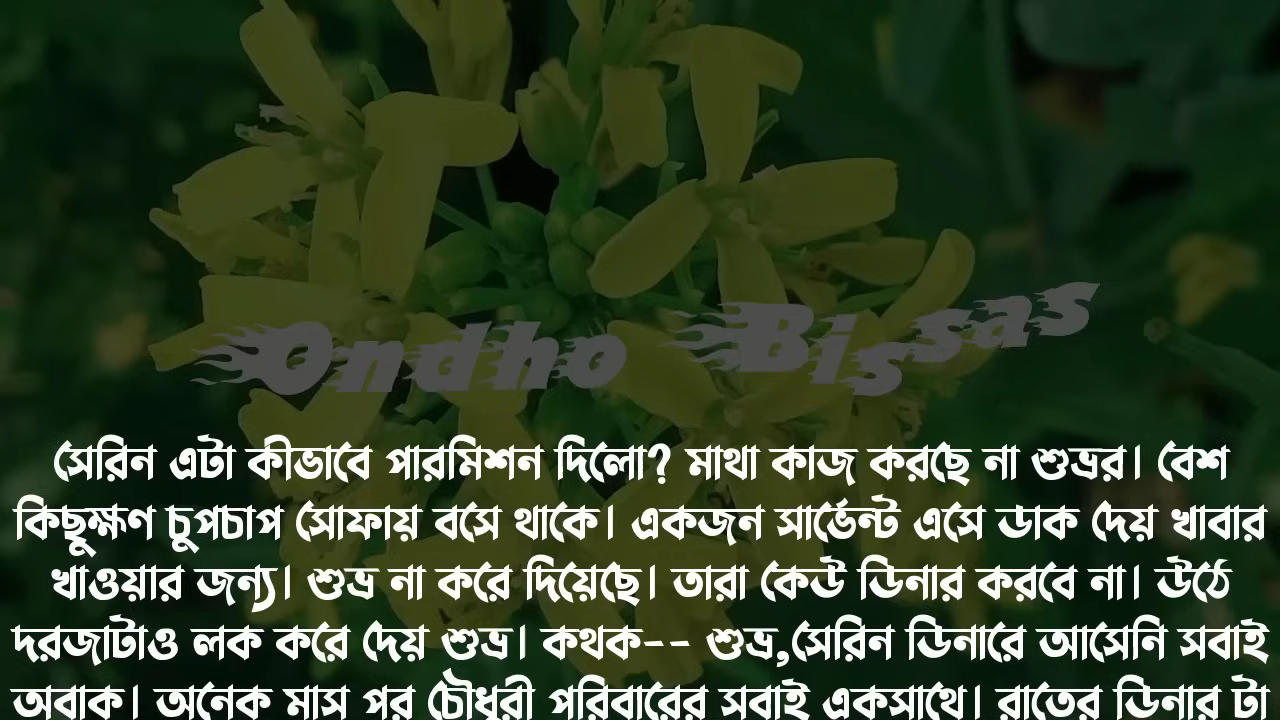 Ondho Bissas
সেরিন এটা কীভাবে পারমিশন দিলো? মাথা কাজ করছে না শুভ্রর। বেশ
কিছুক্ষণ চুপচাপ সোফায় বসে থাকে। একজন সার্ভেন্ট এসে ডাক দেয় খাবার
খাওয়ার জন্য। শুভ্র না করে দিয়েছে। তারা কেউ ডিনার করবে না। উঠে
দরজাটাও লক করে দেয় শুভ্র। কথক-- শুভ্র,সেরিন ডিনারে আসেনি সবাই
অবাক। অনেক মাস পর চৌধুরী পরিবারের সবাই একসাথে। রাতের ডিনার টা